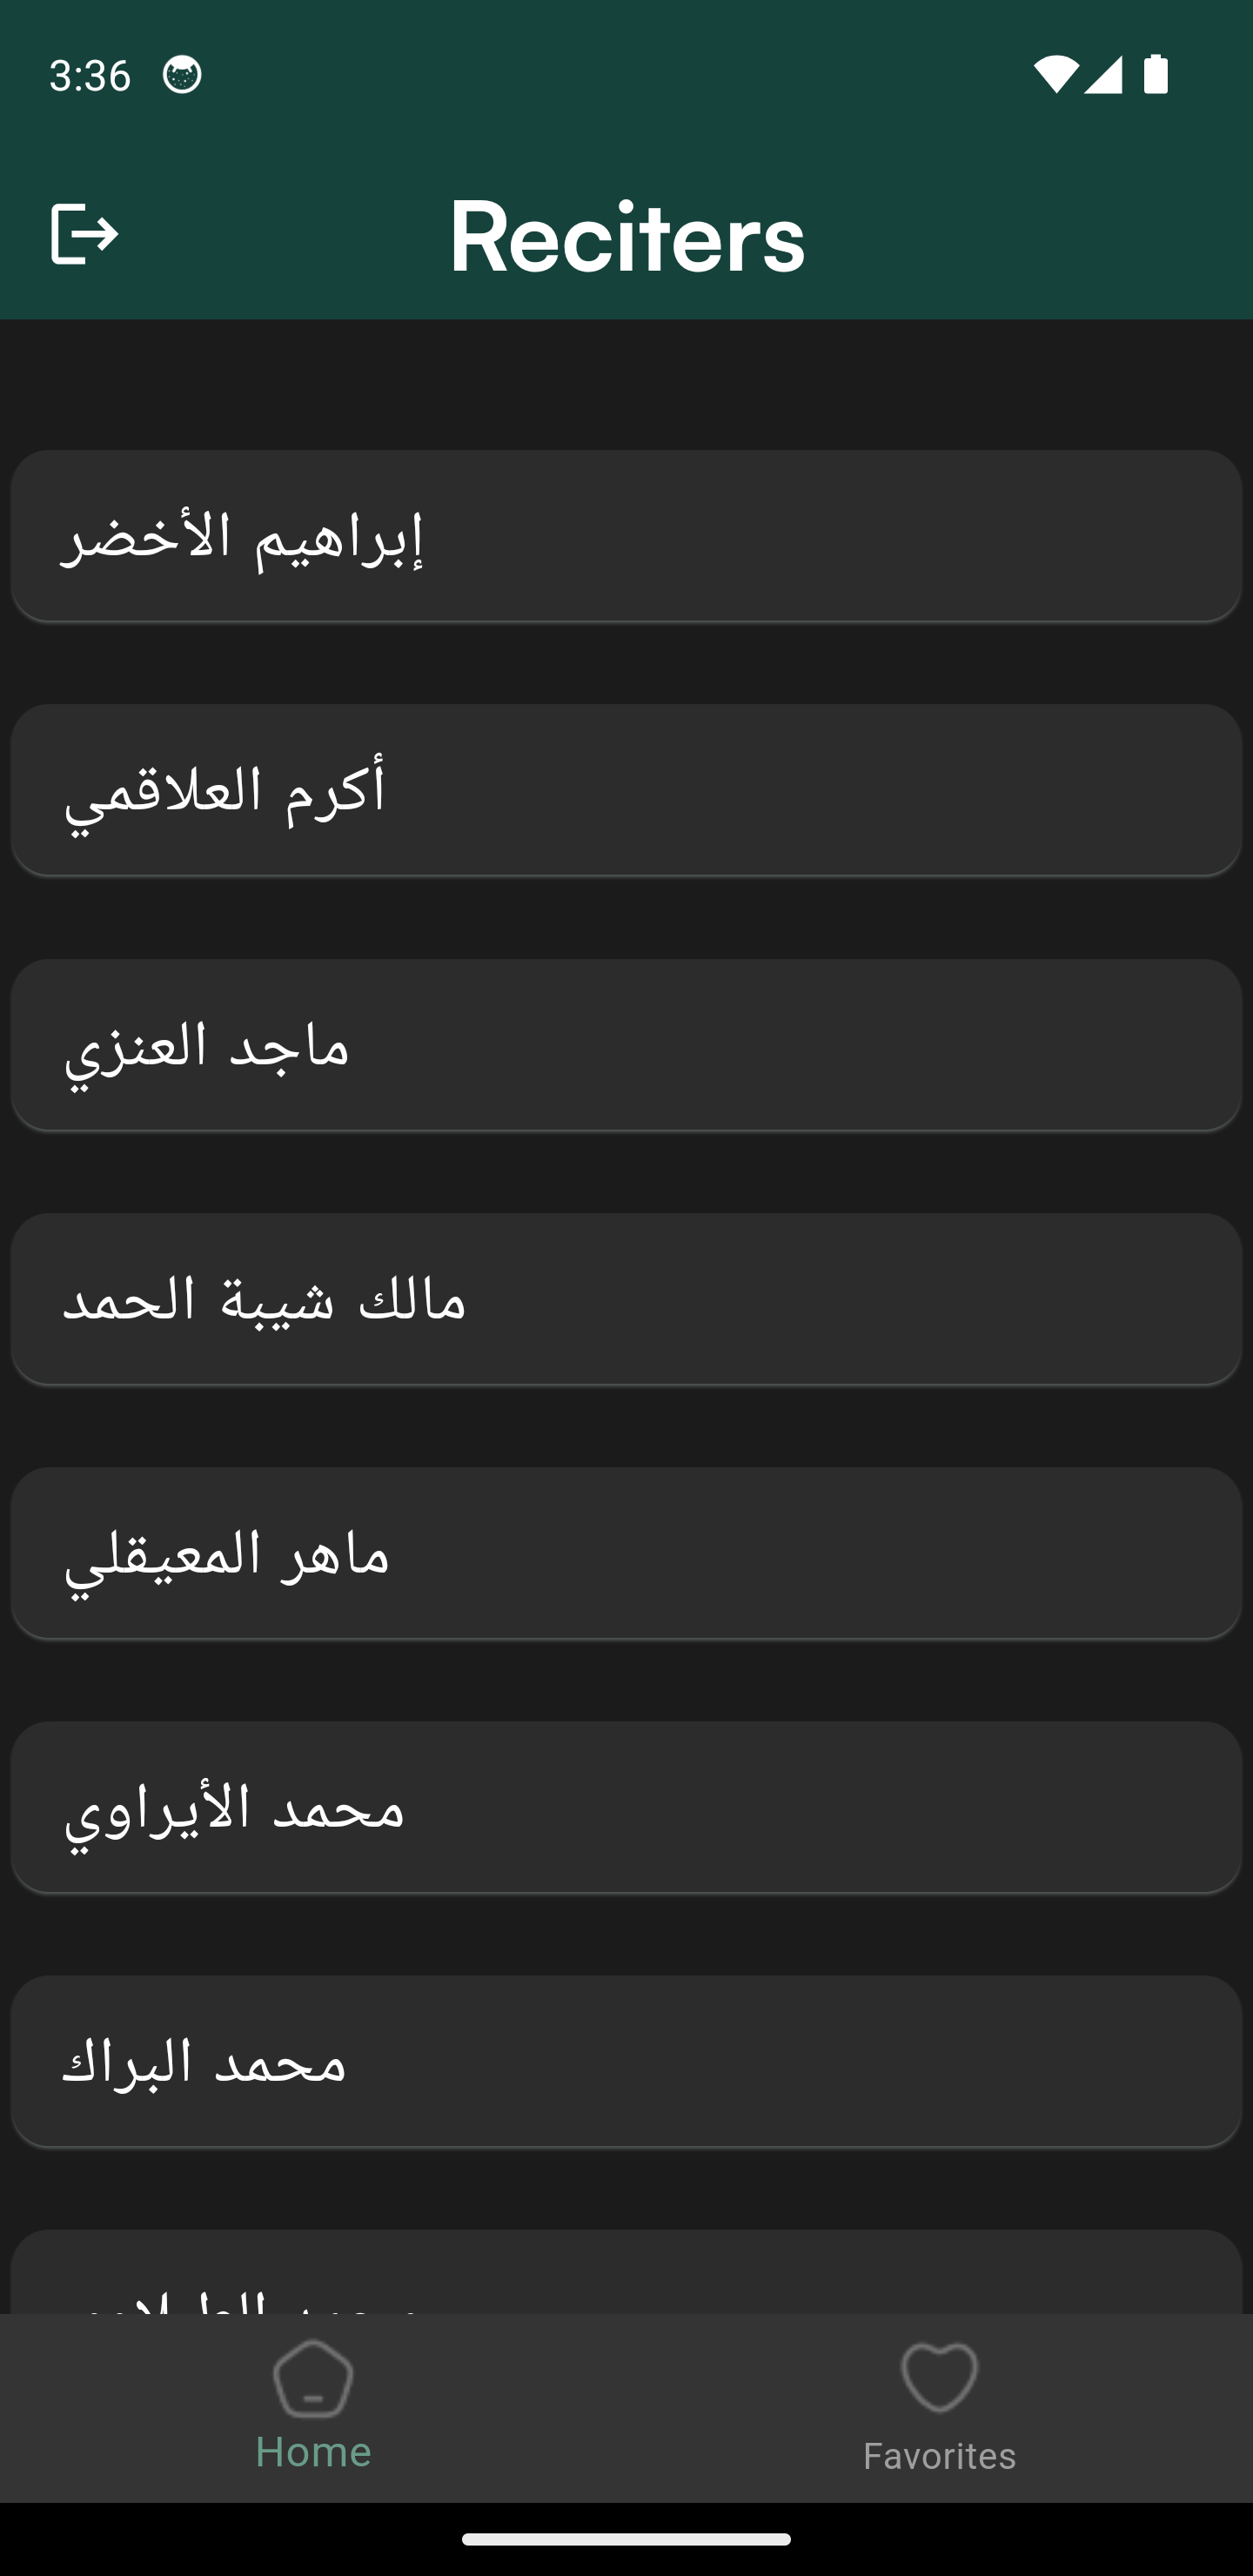 3:36
Reciters
إبراهيم الأخضر
أكرم العلاقمي
ماجد العنزي
مالك شيبة الحمد
ماهر المعيقلي
محمد الأيراوي
محمد البراك
Home
Favorites